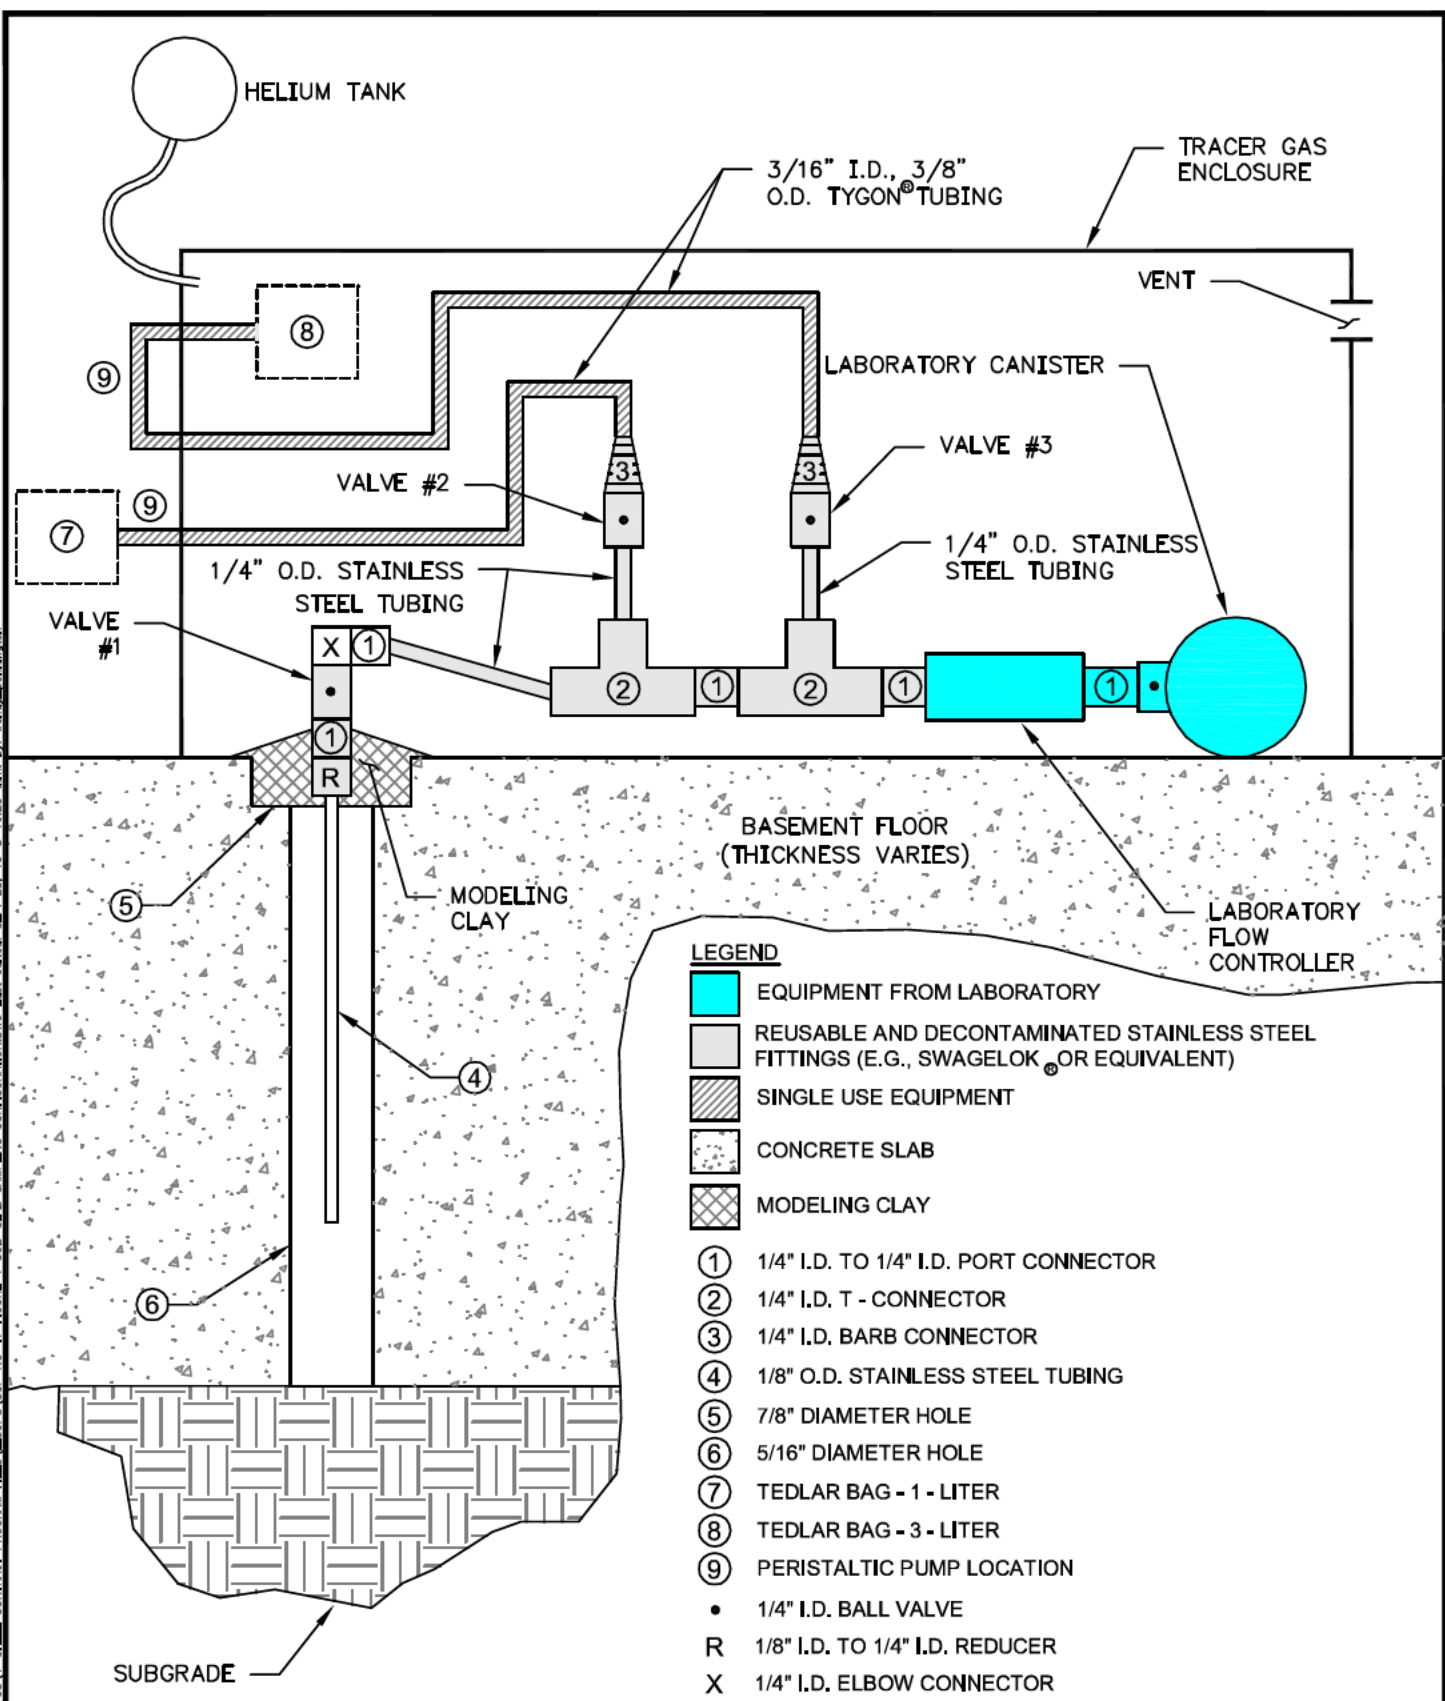 HELIUM TANK
3/16" I.D., 3/8"
O.D. TYGON® TUBING
TRACER GAS
ENCLOSURE
VENT
8
9
LABORATORY CANISTER
3
3
VALVE #3
VALVE #2
9
7
1/4" O.D. STAINLESS
STEEL TUBING
1/4" O.D. STAINLESS
STEEL TUBING
VALVE
#1
X
1
2
1
2
1
1
1
R
BASEMENT FLOOR
(THICKNESS VARIES)
5
MODELING
CLAY
LABORATORY
FLOW
CONTROLLER
4
6
SUBGRADE
LEGEND
EQUIPMENT FROM LABORATORY
REUSABLE AND DECONTAMINATED STAINLESS STEEL
FITTINGS (E.G., SWAGELOK ® OR EQUIVALENT)
SINGLE USE EQUIPMENT
CONCRETE SLAB
MODELING CLAY
1 1/4" I.D. TO 1/4" I.D. PORT CONNECTOR
2 1/4" I.D. T - CONNECTOR
3 1/4" I.D. BARB CONNECTOR
4 1/8" O.D. STAINLESS STEEL TUBING
5 7/8" DIAMETER HOLE
6 5/16" DIAMETER HOLE
7 TEDLAR BAG - 1 - LITER
8 TEDLAR BAG - 3 - LITER
9 PERISTALTIC PUMP LOCATION
• 1/4" I.D. BALL VALVE
R 1/8" I.D. TO 1/4" I.D. REDUCER
X 1/4" I.D. ELBOW CONNECTOR